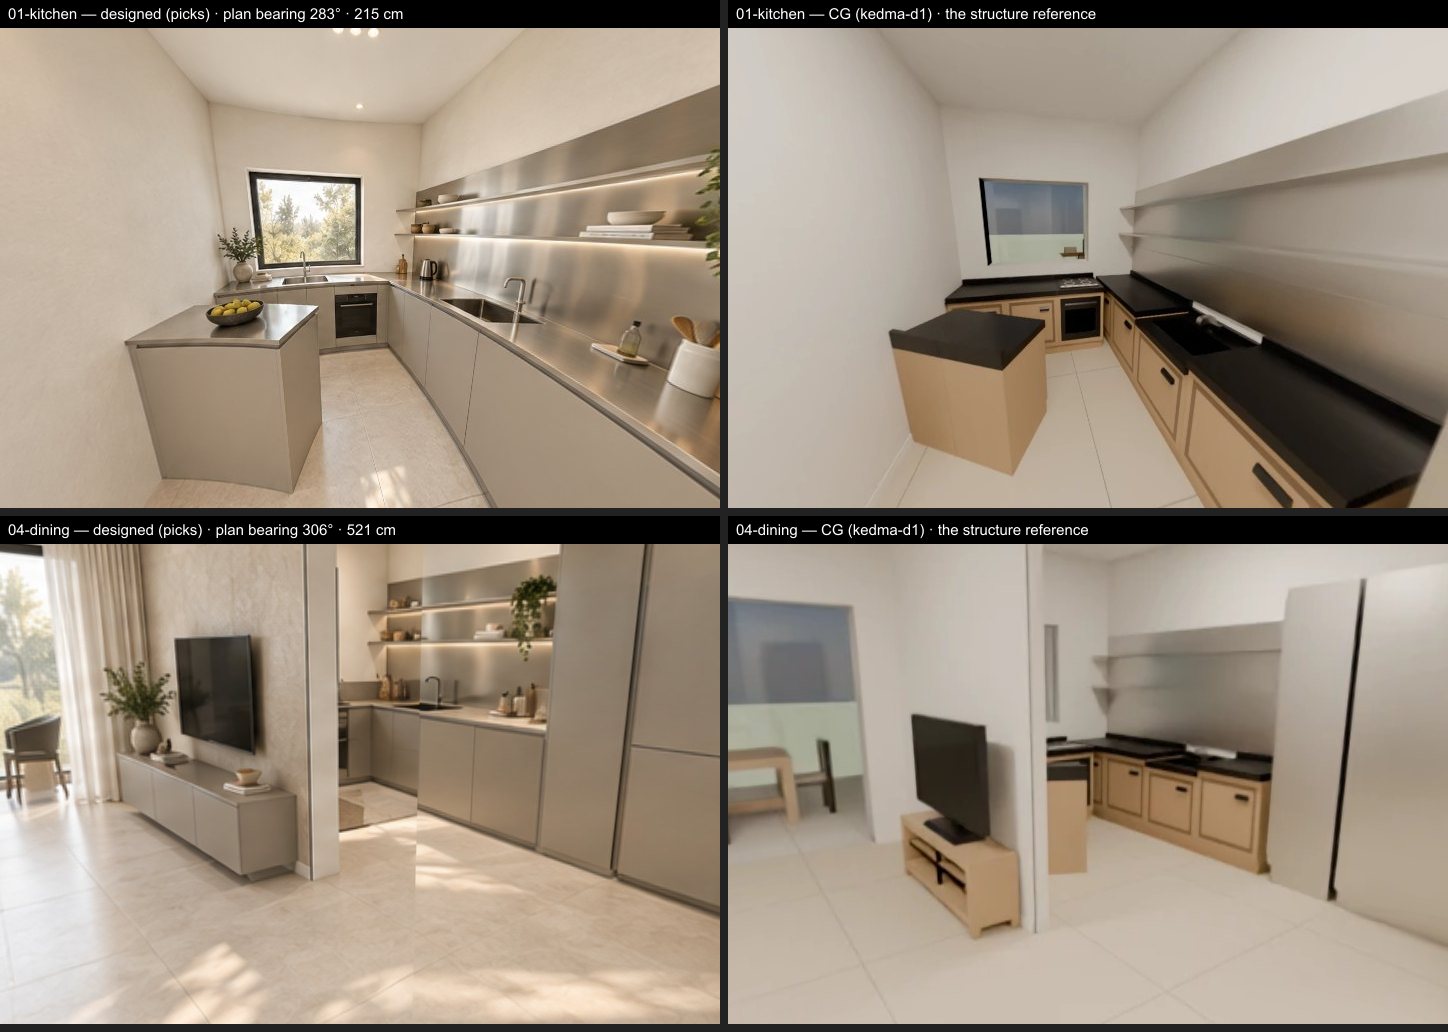 01-kitchen — designed (picks) · plan bearing 283° · 215 cm
01-kitchen — CG (kedma-d1) · the structure reference
04-dining — designed (picks) · plan bearing 306° · 521 cm
04-dining — CG (kedma-d1) · the structure reference